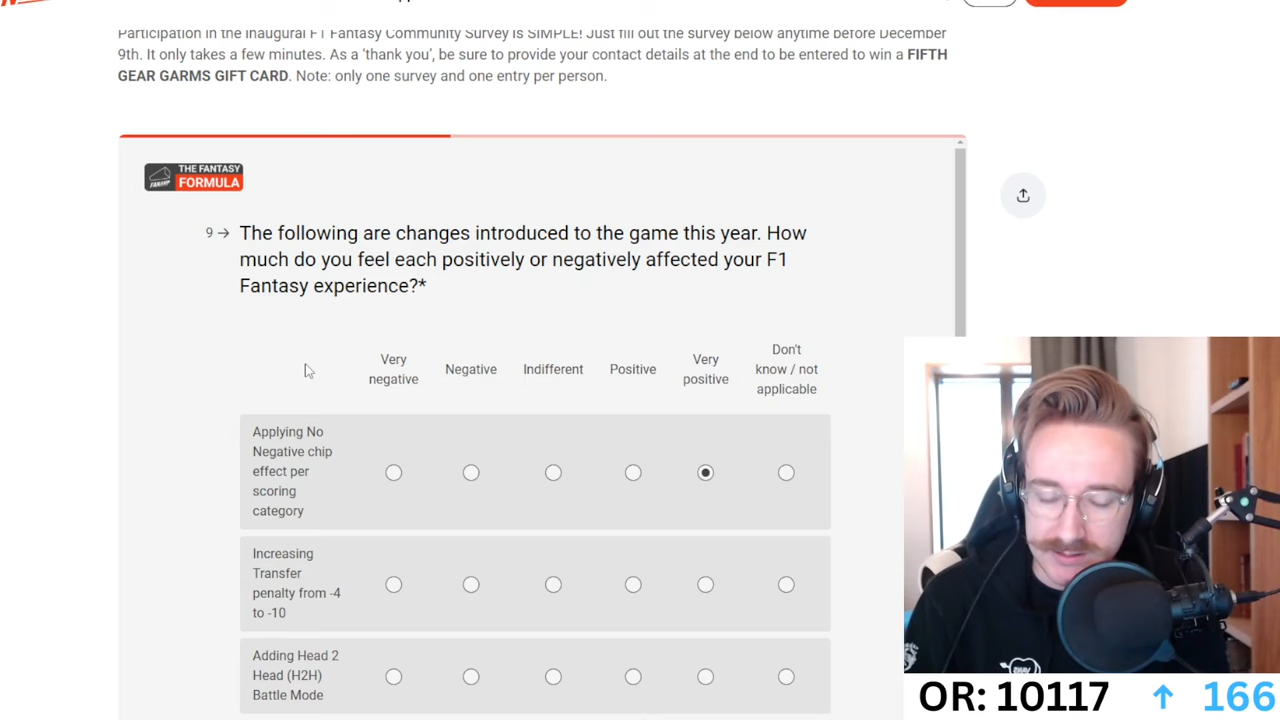 Participation in the inaugural F1 Fantasy Community Survey is SIMPLE! Just fill out the survey below anytime before December
9th. It only takes a few minutes. As a ‘thank you’, be sure to provide your contact details at the end to be entered to win a FIFTH
GEAR GARMS GIFT CARD. Note: only one survey and one entry per person.
THE FANTASY
FANAMP FORMULA
9→ The following are changes introduced to the game this year. How
much do you feel each positively or negatively affected your F1
Fantasy experience?*
Very
negative
Negative
Indifferent
Positive
Very
positive
Don't
know / not
applicable
Applying No
Negative chip
effect per
scoring
category
Increasing
Transfer
penalty from -4
to -10
Adding Head 2
Head (H2H)
Battle Mode
OR: 10117 ↑ 166